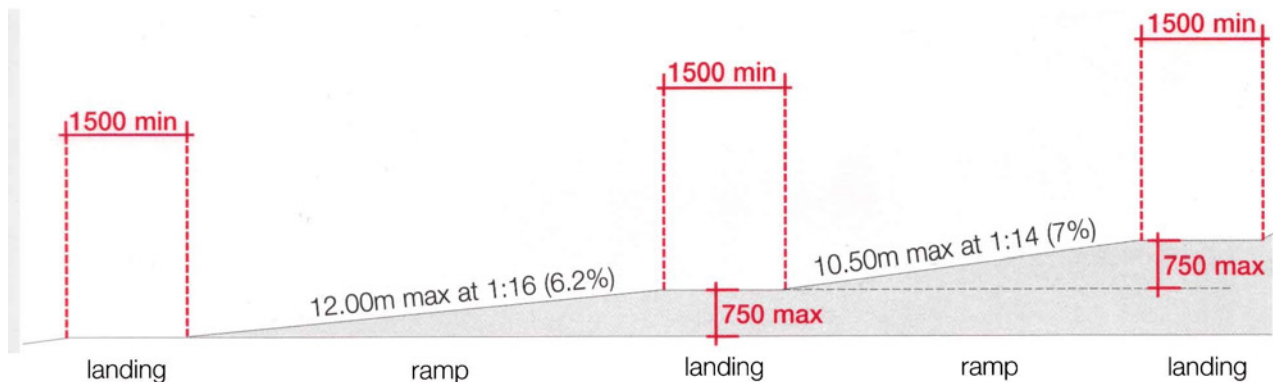 1500 min
1500 min
1500 min
12.00m max at 1:16 (6.2%)
10.50m max at 1:14 (7%)
750 max
750 max
landing
ramp
landing
ramp
landing